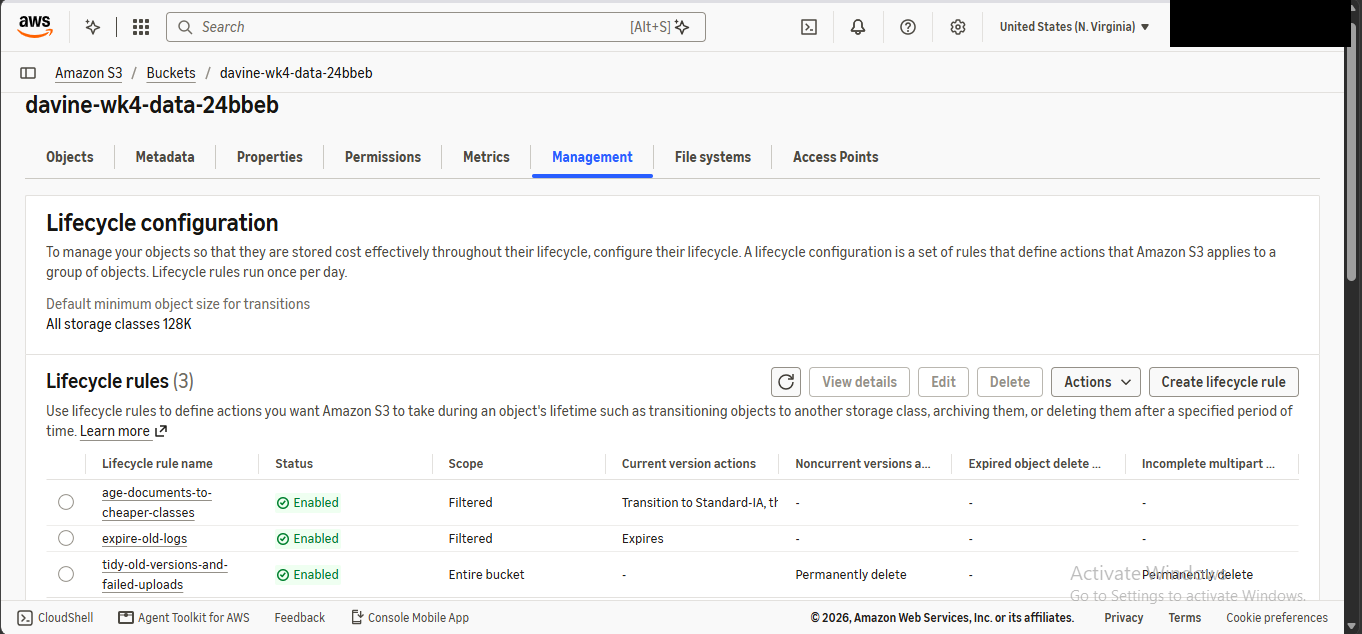 aws
Search [Alt+S]
United States (N. Virginia)
Amazon S3 / Buckets / davine-wk4-data-24bbeb
davine-wk4-data-24bbeb
Objects Metadata Properties Permissions Metrics Management File systems Access Points
Lifecycle configuration
To manage your objects so that they are stored cost effectively throughout their lifecycle, configure their lifecycle. A lifecycle configuration is a set of rules that define actions that Amazon S3 applies to a
group of objects. Lifecycle rules run once per day.
Default minimum object size for transitions
All storage classes 128K
Lifecycle rules (3)
View details Edit Delete Actions Create lifecycle rule
Use lifecycle rules to define actions you want Amazon S3 to take during an object's lifetime such as transitioning objects to another storage class, archiving them, or deleting them after a specified period of
time. Learn more
Lifecycle rule name Status Scope Current version actions Noncurrent versions a... Expired object delete ... Incomplete multipart ...
age-documents-to-
cheaper-classes Enabled Filtered Transition to Standard-IA, th - - -
expire-old-logs Enabled Filtered Expires - - -
tidy-old-versions-and-
failed-uploads Enabled Entire bucket - Permanently delete - Permanently delete
Activate Windows
Go to Settings to activate Windows.
CloudShell Agent Toolkit for AWS Feedback Console Mobile App © 2026, Amazon Web Services, Inc. or its affiliates. Privacy Terms Cookie preferences